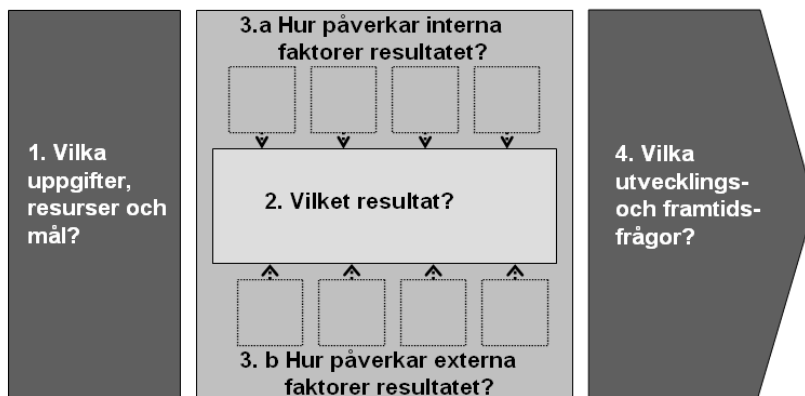 1. Vilka
uppgifter,
resurser och
mål?
3.a Hur påverkar interna
faktorer resultatet?
2. Vilket resultat?
3. b Hur påverkar externa
faktorer resultatet?
4. Vilka
utvecklings-
och framtids-
frågor?